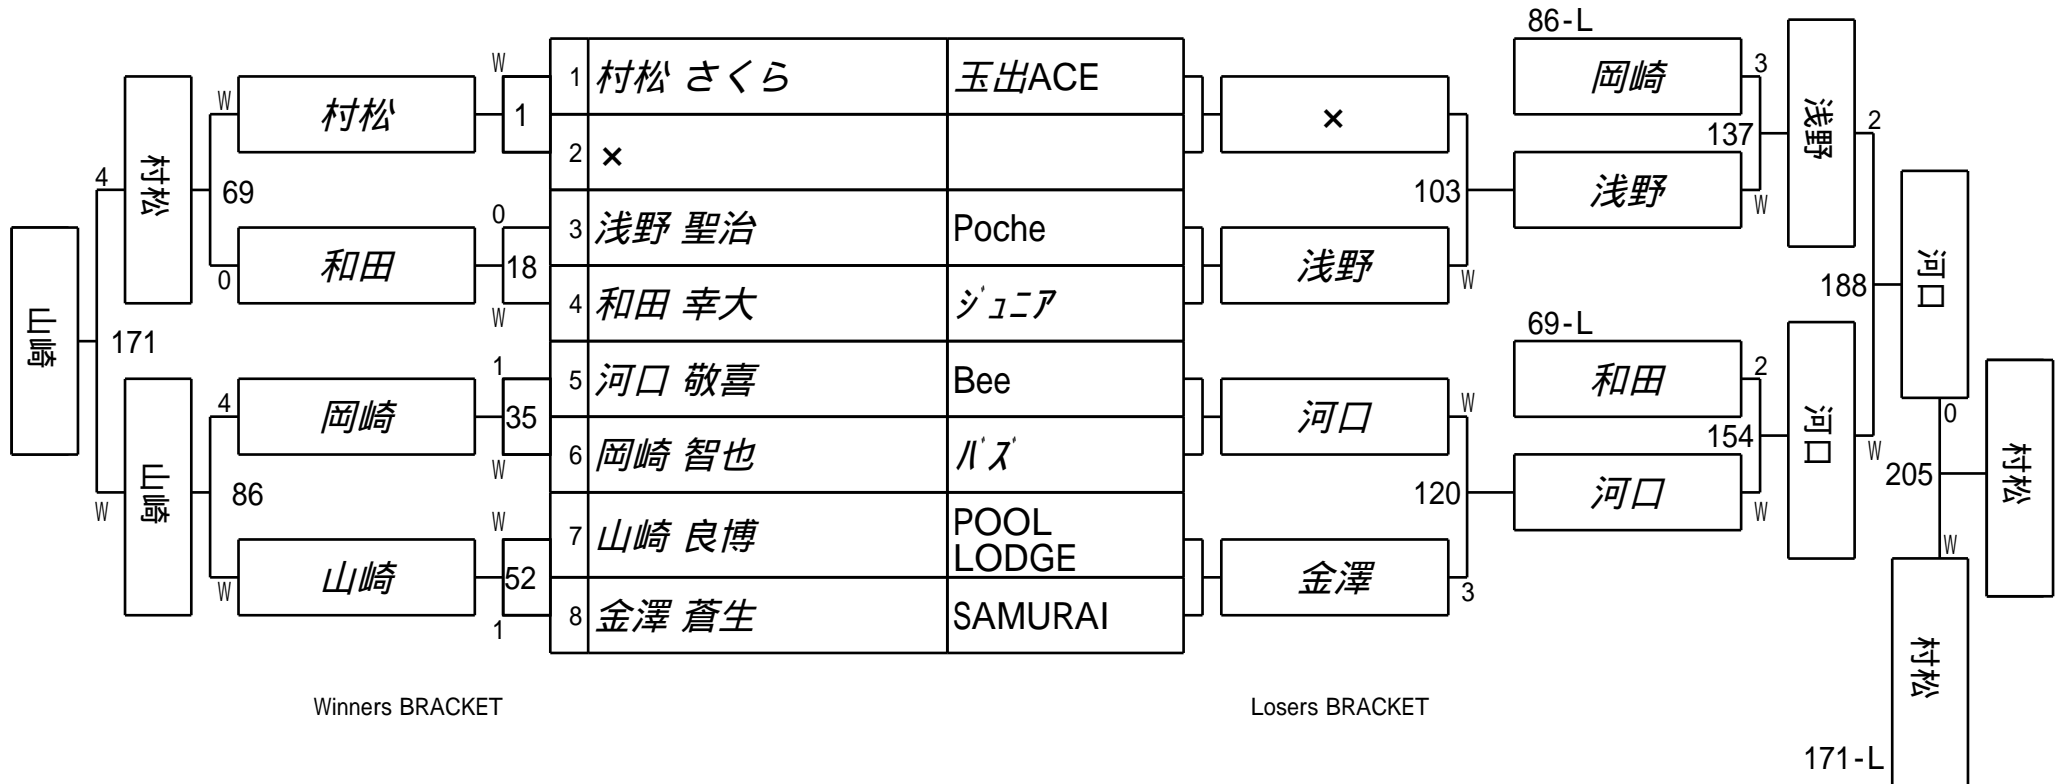 86-L
W
1 村松 さくら 玉出ACE
村松
W
1
×
岡崎
3
2 ×
137
浅野
2
村松
4
69
103
浅野
W
0
3 浅野 聖治 Poche
和田
0
18
浅野
W
4 和田 幸大 ジュニア
W
188
河口
山崎
171
69-L
1
5 河口 敬喜 Bee
岡崎
4
35
河口
W
和田
2
6 岡崎 智也 バズ
W
154
河口
W
0
山崎
W
86
120
河口
W
205
村松
W
7 山崎 良博 POOL
LODGE
山崎
W
52
金澤
3
W
8 金澤 蒼生 SAMURAI
1
村松
Winners BRACKET
Losers BRACKET
171-L